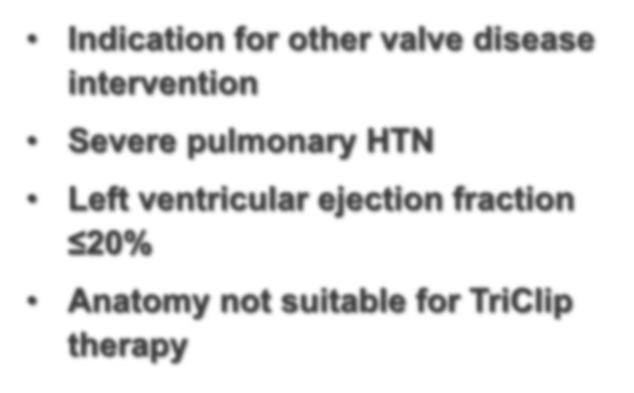 • Indication for other valve disease
intervention
• Severe pulmonary HTN
• Left ventricular ejection fraction
≤20%
• Anatomy not suitable for TriClip
therapy